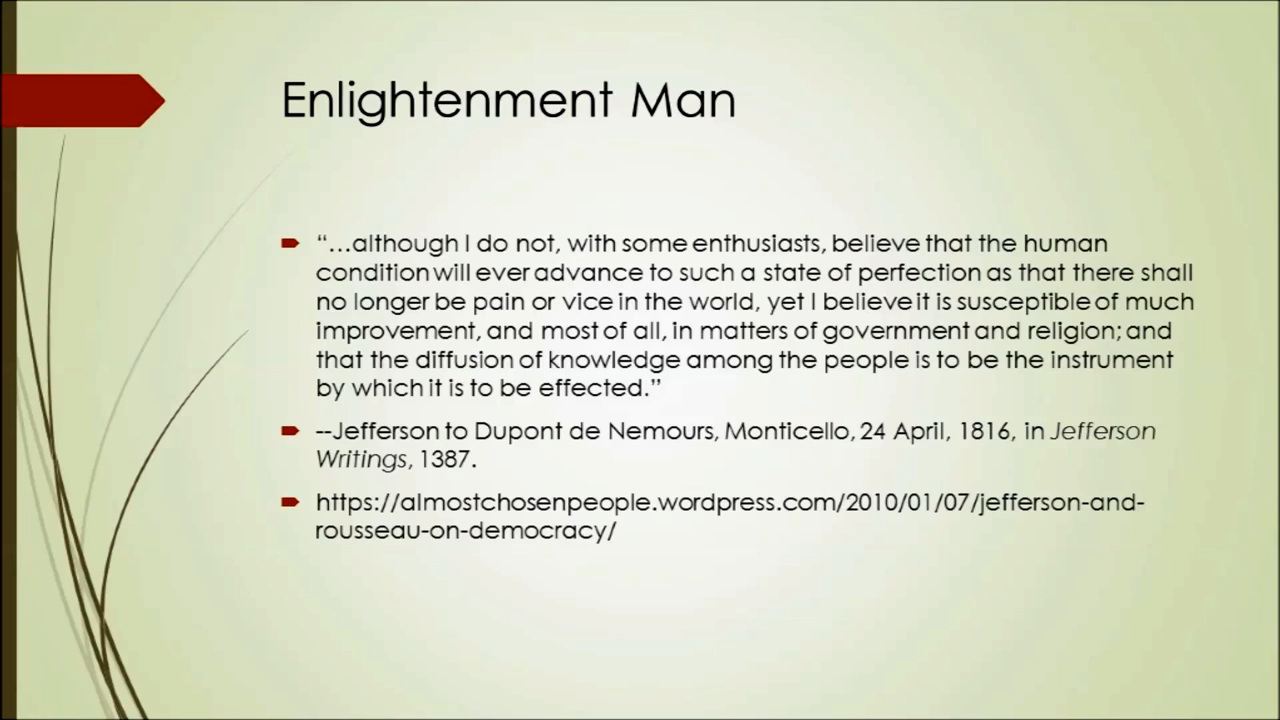 Enlightenment Man
“…although I do not, with some enthusiasts, believe that the human
condition will ever advance to such a state of perfection as that there shall
no longer be pain or vice in the world, yet I believe it is susceptible of much
improvement, and most of all, in matters of government and religion; and
that the diffusion of knowledge among the people is to be the instrument
by which it is to be effected.”
--Jefferson to Dupont de Nemours, Monticello, 24 April, 1816, in Jefferson
Writings, 1387.
https://almostchosenpeople.wordpress.com/2010/01/07/jefferson-and-
rousseau-on-democracy/